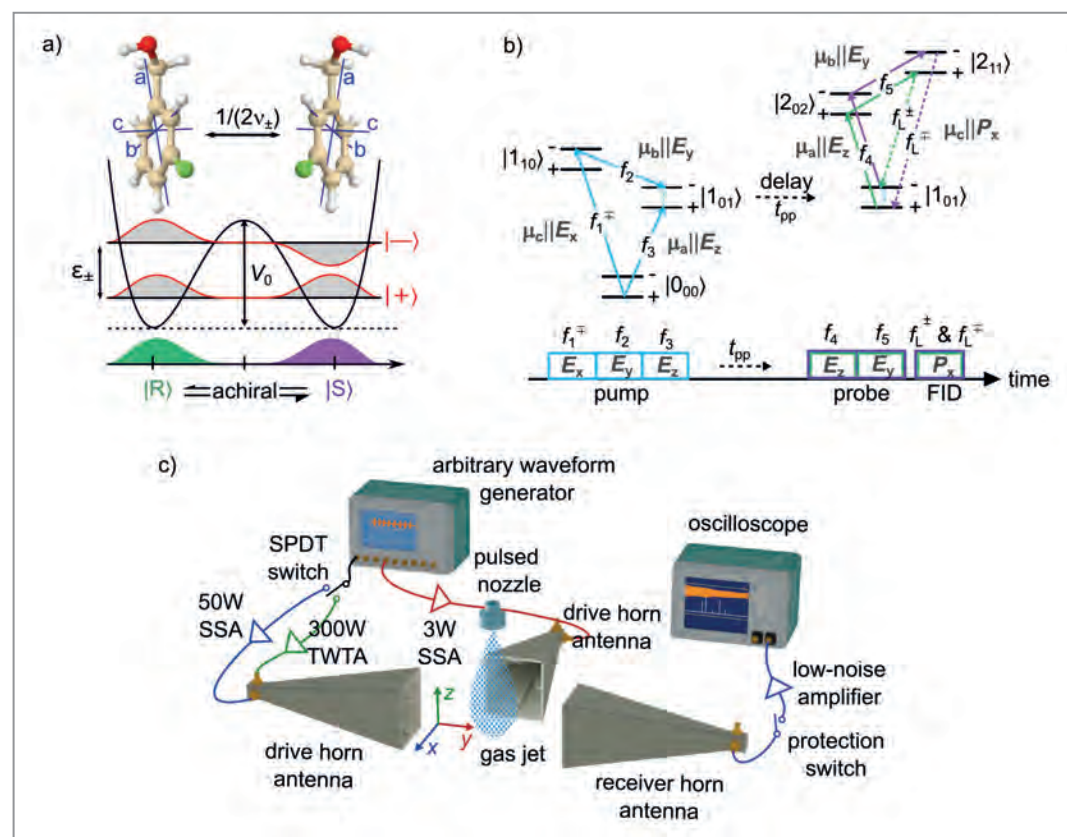 a)
a
a
c
1/(2ν±)
c
b
b
ε±
V₀
|—⟩
|+⟩
|R⟩
achiral
|S⟩
b)
μb||Ey
-
+
|2₁₁⟩
|2₀₂⟩
-
+
f₅
μa||Ez
f₄
fL±
fL∓
μc||Px
|1₁₀⟩
-
+
μb||Ey
f₂
-
+
|1₀₁⟩
delay
tpp
-
+
|1₀₁⟩
μc||Ex
f₁∓
f₃
μa||Ez
-
+
|0₀₀⟩
f₁∓ f₂ f₃
tpp
f₄ f₅ fL± & fL∓
Ex Ey Ez
Ez Ey Px
time
pump
probe FID
c)
arbitrary waveform
generator
oscilloscope
SPDT
switch
pulsed
nozzle
50W
SSA
300W
TWTA
3W
SSA
drive horn
antenna
low-noise
amplifier
z
y
x
drive horn
antenna
gas jet
protection
switch
receiver horn
antenna